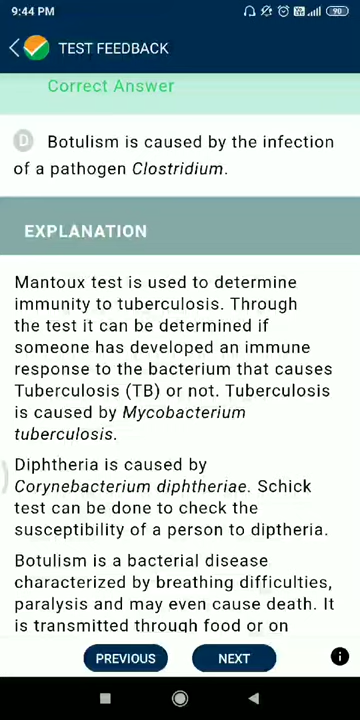 9:44 PM
90
TEST FEEDBACK
Correct Answer
D Botulism is caused by the infection
of a pathogen Clostridium.
EXPLANATION
Mantoux test is used to determine
immunity to tuberculosis. Through
the test it can be determined if
someone has developed an immune
response to the bacterium that causes
Tuberculosis (TB) or not. Tuberculosis
is caused by Mycobacterium
tuberculosis.
Diphtheria is caused by
Corynebacterium diphtheriae. Schick
test can be done to check the
susceptibility of a person to diptheria.
Botulism is a bacterial disease
characterized by breathing difficulties,
paralysis and may even cause death. It
is transmitted through food or on
PREVIOUS
NEXT